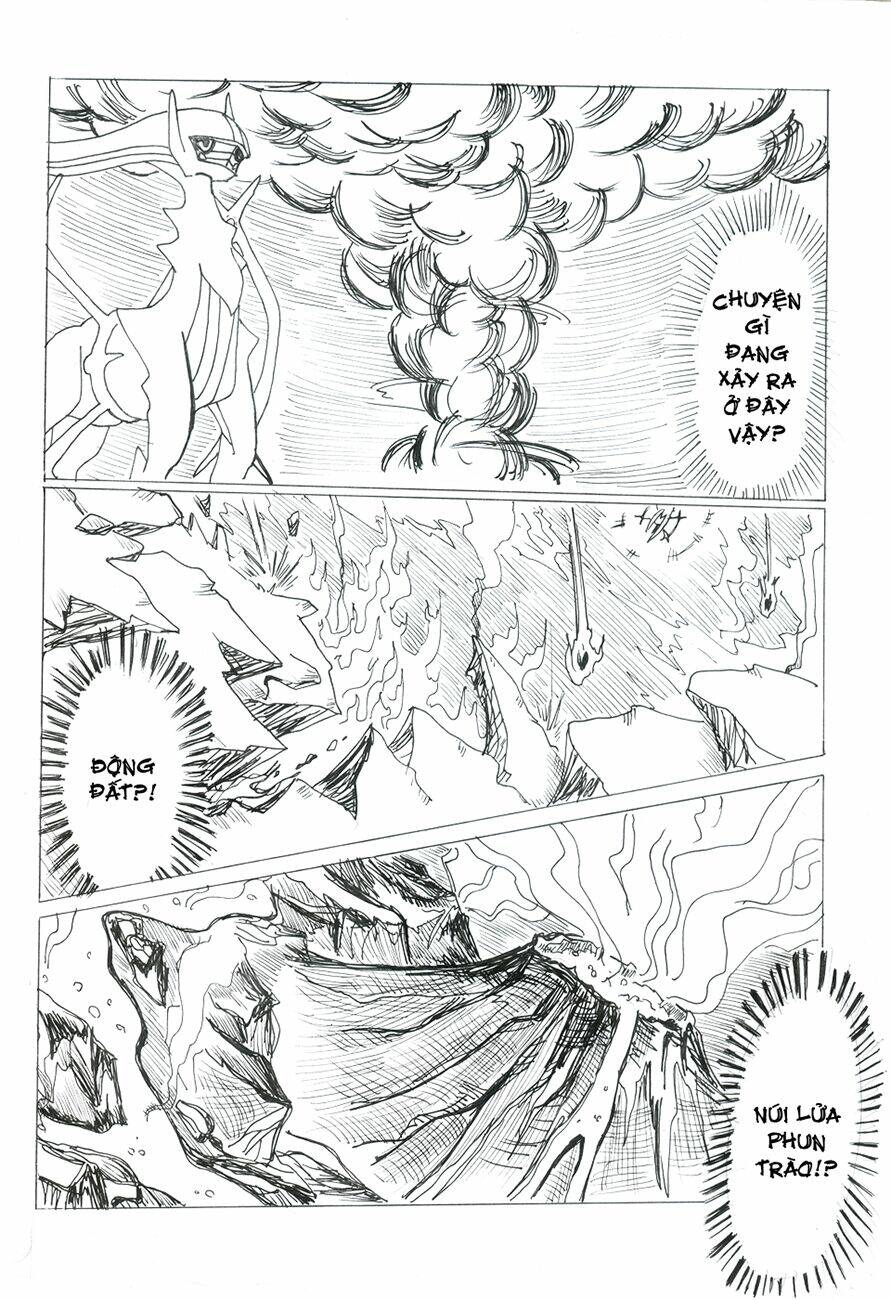 CHUYỆN
GÌ
ĐANG
XẢY RA
Ở ĐÂY
VẬY?
ĐỘNG
ĐẤT?!
NÚI LỬA
PHUN
TRÀO!?